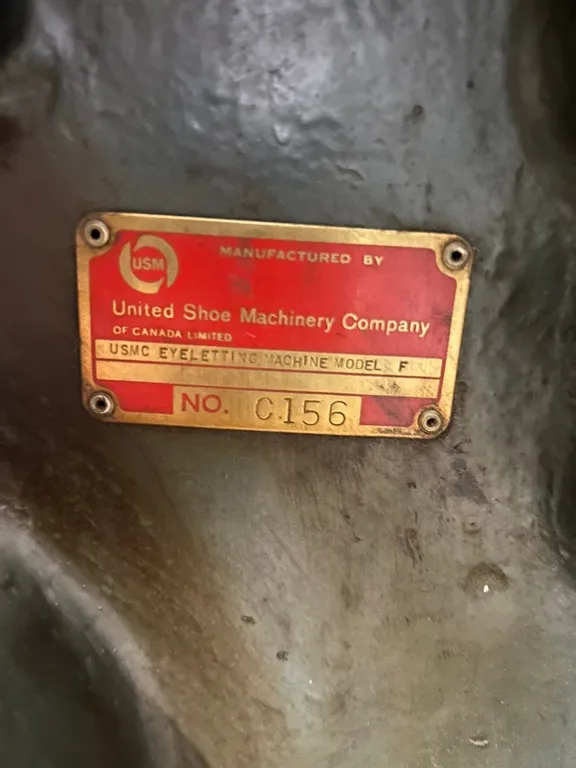 USM
MANUFACTURED BY
United Shoe Machinery Company
OF CANADA LIMITED
USMC EYELETTING MACHINE MODEL F
NO. C156